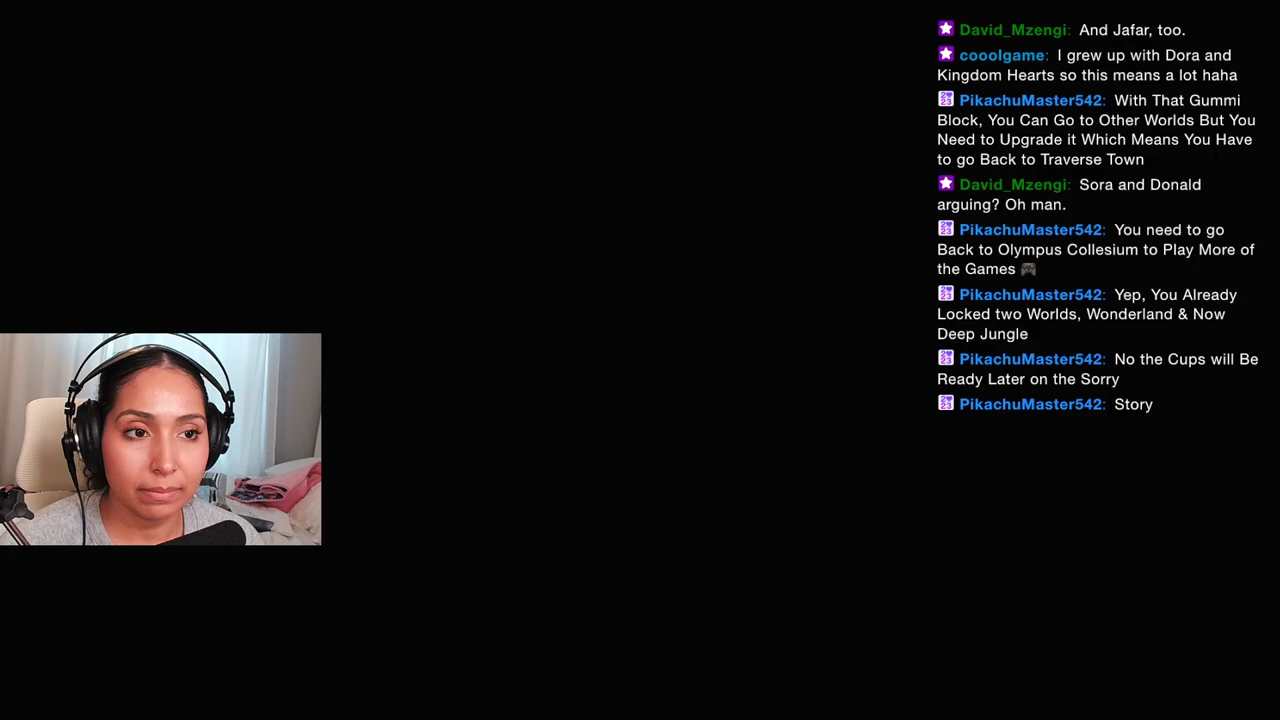 David_Mzengi: And Jafar, too.
cooolgame: I grew up with Dora and
Kingdom Hearts so this means a lot haha
PikachuMaster542: With That Gummi
Block, You Can Go to Other Worlds But You
Need to Upgrade it Which Means You Have
to go Back to Traverse Town
David_Mzengi: Sora and Donald
arguing? Oh man.
PikachuMaster542: You need to go
Back to Olympus Collesium to Play More of
the Games 🎮
PikachuMaster542: Yep, You Already
Locked two Worlds, Wonderland & Now
Deep Jungle
PikachuMaster542: No the Cups will Be
Ready Later on the Sorry
PikachuMaster542: Story